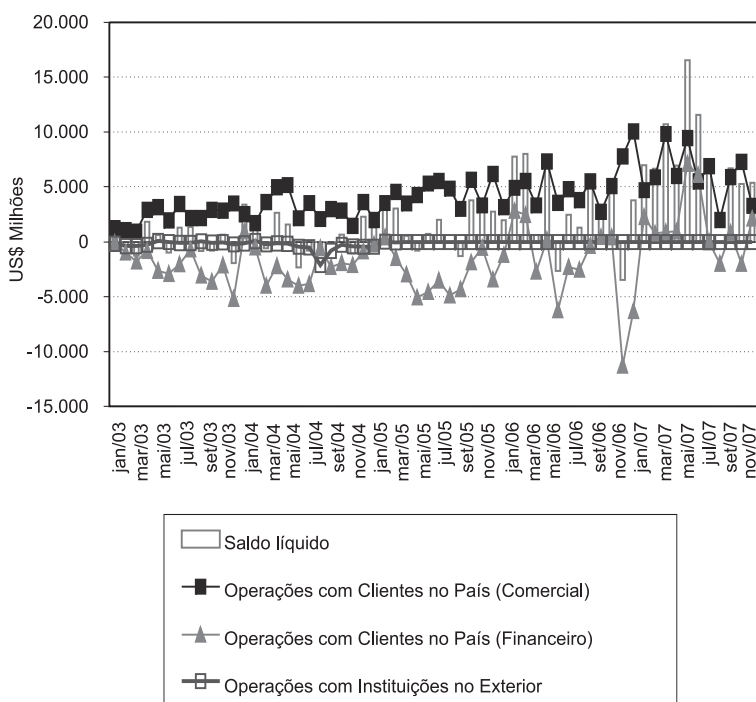 20.000
15.000
10.000
5.000
0
-5.000
-10.000
-15.000
US$ Milhões
jan/03
mar/03
mai/03
jul/03
set/03
nov/03
jan/04
mar/04
mai/04
jul/04
set/04
nov/04
jan/05
mar/05
mai/05
jul/05
set/05
nov/05
jan/06
mar/06
mai/06
jul/06
set/06
nov/06
jan/07
mar/07
mai/07
jul/07
set/07
nov/07
Saldo líquido
Operações com Clientes no País (Comercial)
Operações com Clientes no País (Financeiro)
Operações com Instituições no Exterior